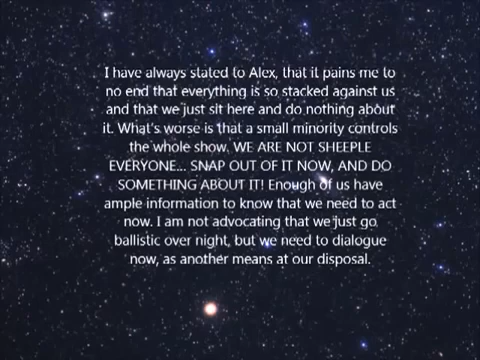 I have always stated to Alex, that it pains me to
no end that everything is so stacked against us
and that we just sit here and do nothing about
it. What's worse is that a small minority controls
the whole show. WE ARE NOT SHEEPLE
EVERYONE... SNAP OUT OF IT NOW, AND DO
SOMETHING ABOUT IT! Enough of us have
ample information to know that we need to act
now. I am not advocating that we just go
ballistic over night, but we need to dialogue
now, as another means at our disposal.